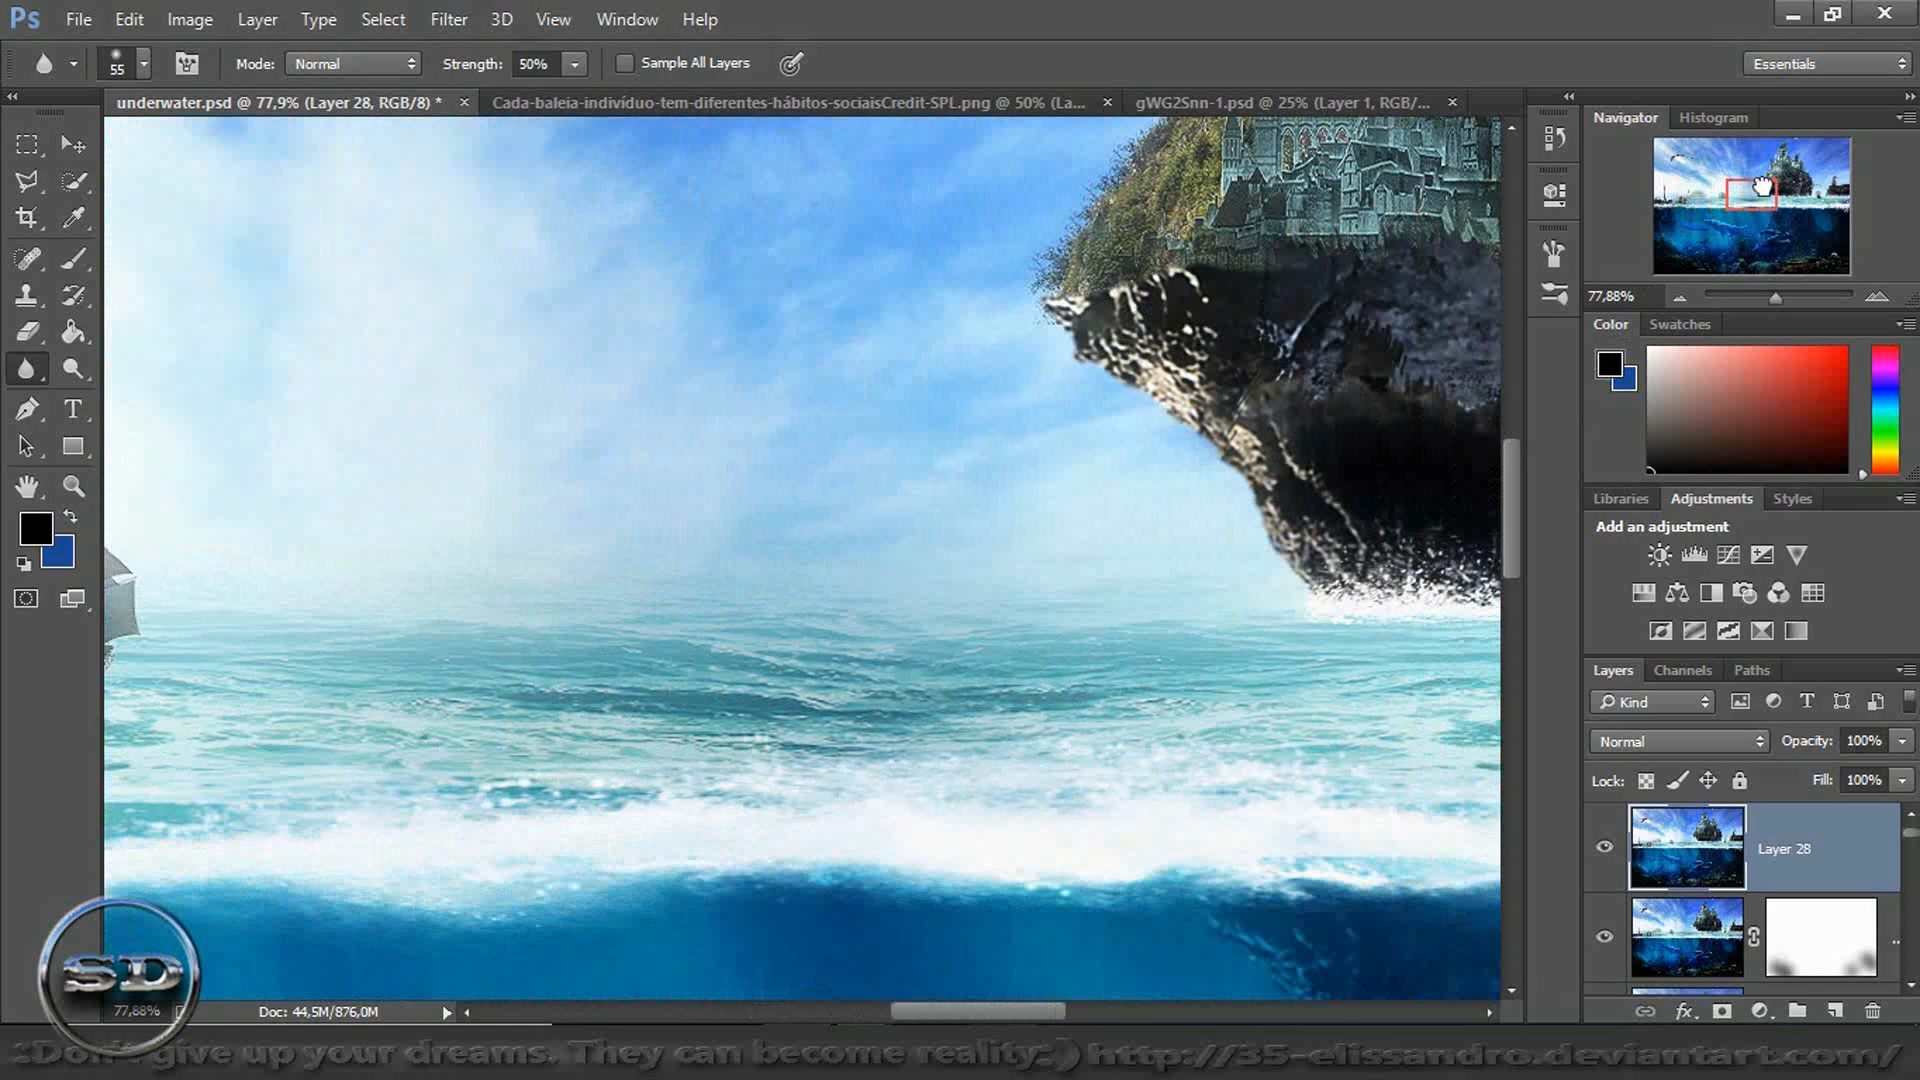 Ps File Edit Image Layer Type Select Filter 3D View Window Help
55 Mode: Normal Strength: 50% Sample All Layers Essentials
underwater.psd @ 77,9% (Layer 28, RGB/8) * Cada-baleia-indivíduo-tem-diferentes-hábitos-sociaisCredit-SPL.png @ 50% (La... gWG2Snn-1.psd @ 25% (Layer 1, RGB/...
Navigator Histogram
77,88%
Color Swatches
Libraries Adjustments Styles
Add an adjustment
Layers Channels Paths
Kind
Normal Opacity: 100%
Lock: Fill: 100%
Layer 28
SD
77,88% Doc: 44,5M/876,0M
:Don't give up your dreams. They can become reality:) http://35-elissandro.deviantart.com/